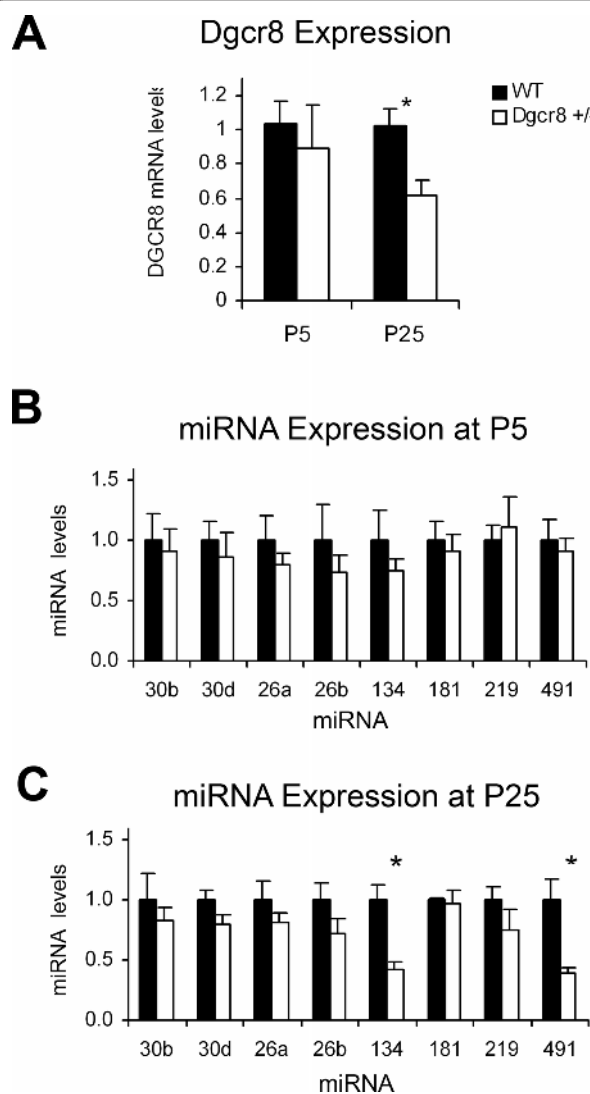 A
Dgcr8 Expression
DGCR8 mRNA levels
1.2
1
0.8
0.6
0.4
0.2
0
*
WT
Dgcr8 +/-
P5
P25
B
miRNA Expression at P5
miRNA levels
1.5
1.0
0.5
0.0
30b 30d 26a 26b 134 181 219 491
miRNA
C
miRNA Expression at P25
miRNA levels
1.5
1.0
0.5
0.0
* *
30b 30d 26a 26b 134 181 219 491
miRNA